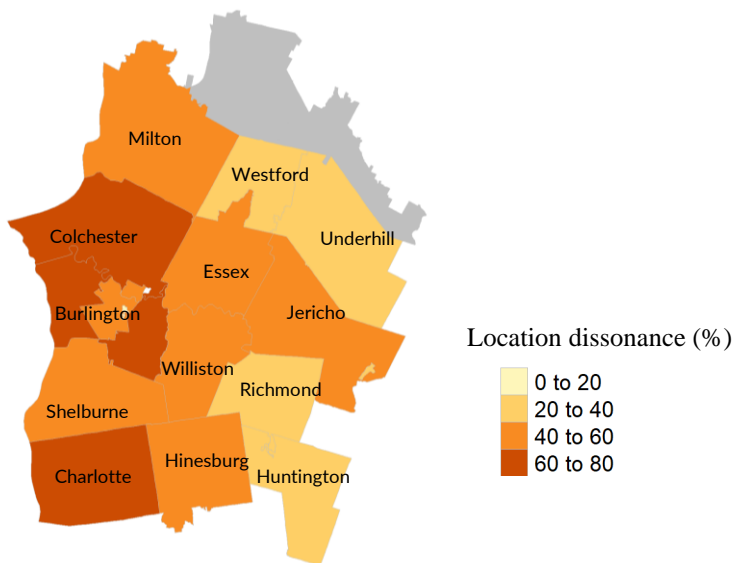 Milton
Westford
Colchester
Underhill
Essex
Burlington
Jericho
Williston
Richmond
Shelburne
Hinesburg
Charlotte
Huntington
Location dissonance (%)
0 to 20
20 to 40
40 to 60
60 to 80